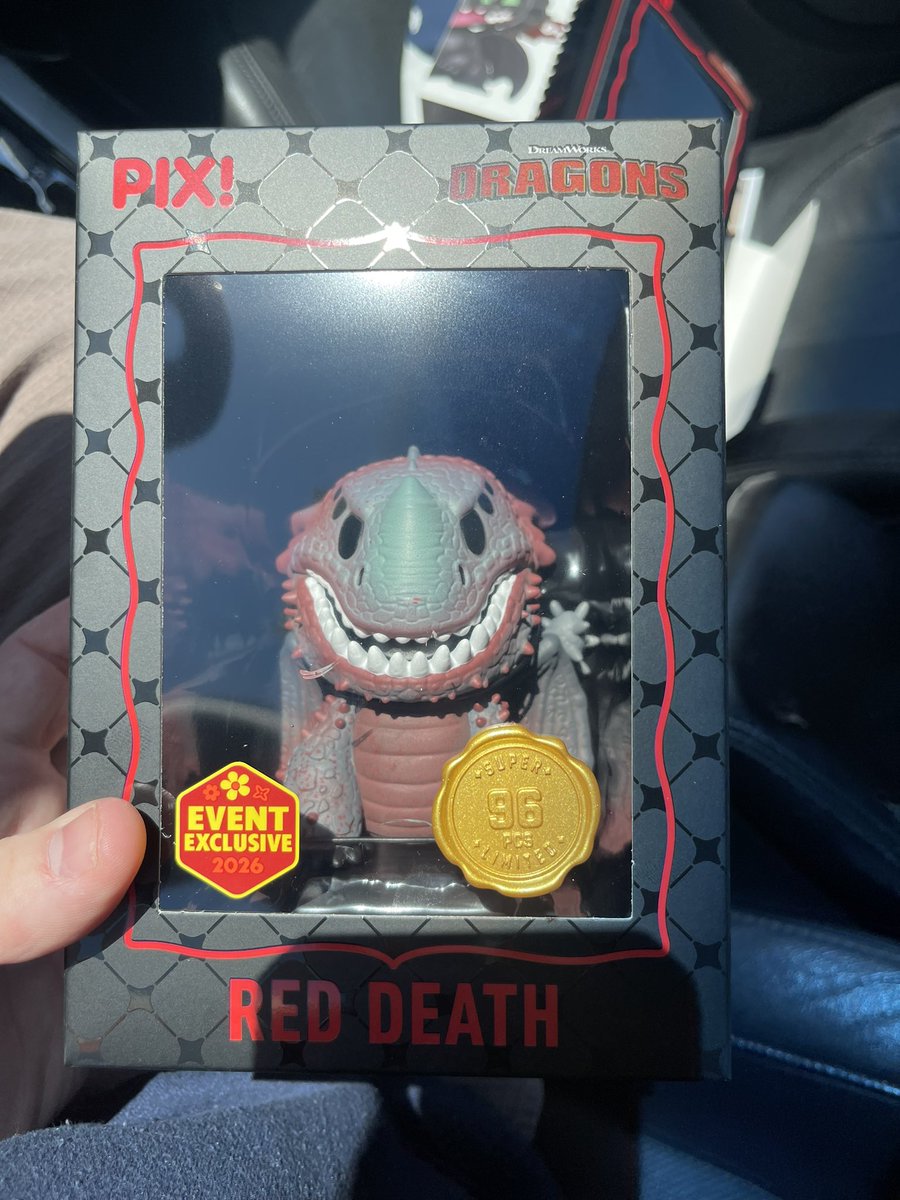 PIX!
DREAMWORKS
DRAGONS
EVENT
EXCLUSIVE
2026
SUPER
96
PCS
LIMITED
RED DEATH